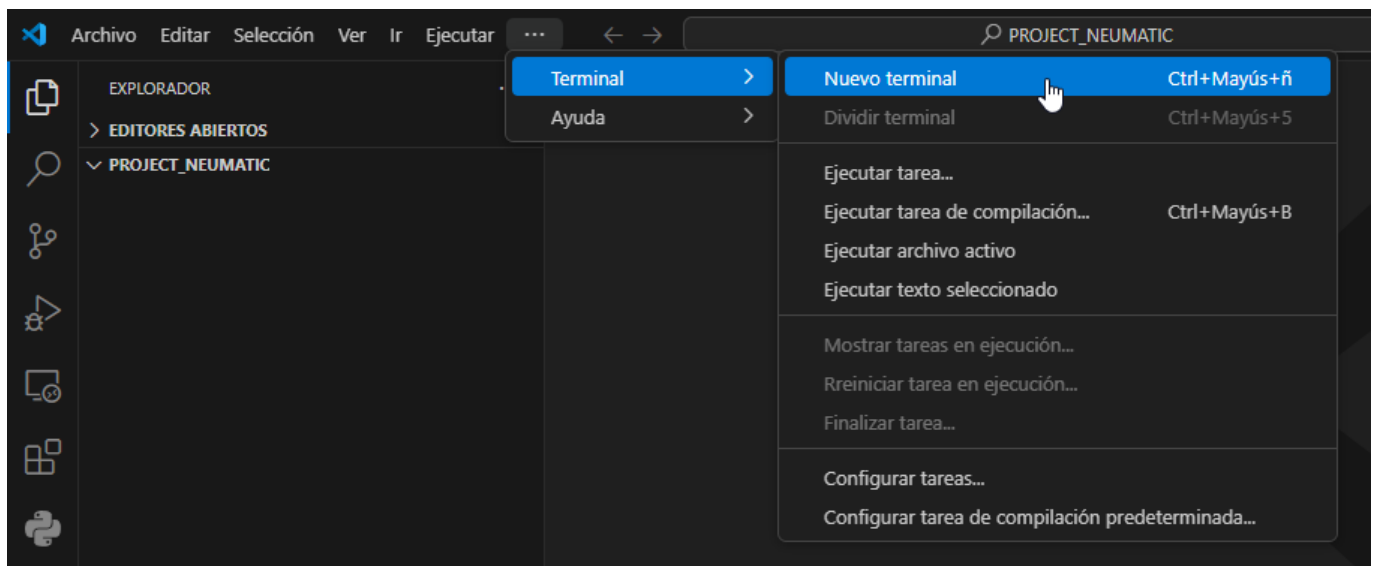 Archivo Editar Selección Ver Ir Ejecutar ··· PROJECT_NEUMATIC
EXPLORADOR
EDITORES ABIERTOS
PROJECT_NEUMATIC
Terminal
Ayuda
Nuevo terminal Ctrl+Mayús+ñ
Dividir terminal Ctrl+Mayús+5
Ejecutar tarea...
Ejecutar tarea de compilación... Ctrl+Mayús+B
Ejecutar archivo activo
Ejecutar texto seleccionado
Mostrar tareas en ejecución...
Rreiniciar tarea en ejecución...
Finalizar tarea...
Configurar tareas...
Configurar tarea de compilación predeterminada...